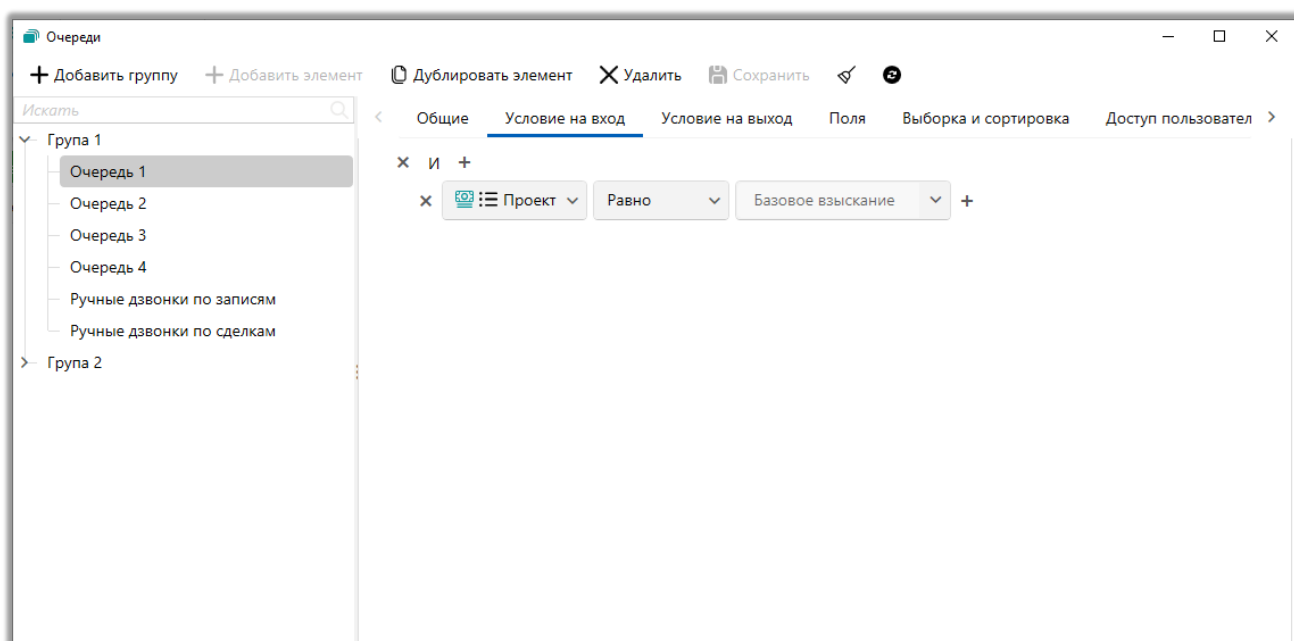 Очереди
Добавить группу Добавить элемент Дублировать элемент Удалить Сохранить
Искать
Общие Условие на вход Условие на выход Поля Выборка и сортировка Доступ пользовател
Група 1
Очередь 1
Очередь 2
Очередь 3
Очередь 4
Ручные дзвонки по записям
Ручные дзвонки по сделкам
Група 2
И
Проект Равно Базовое взыскание